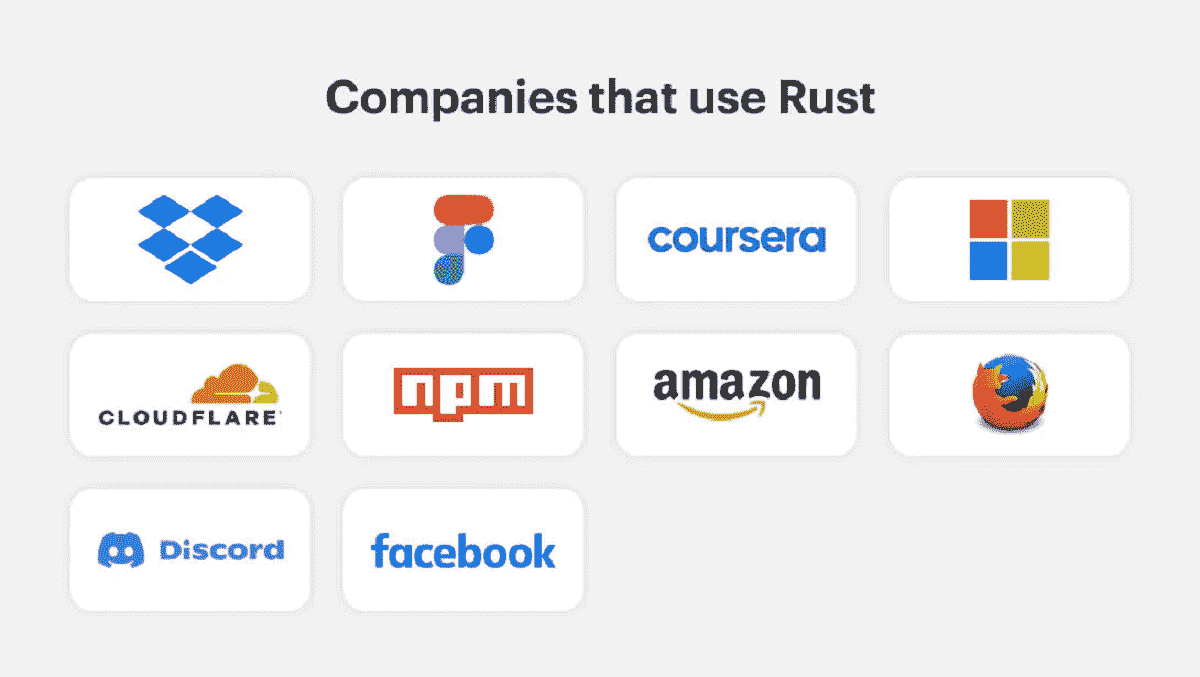 Companies that use Rust
coursera
CLOUDFLARE
npm
amazon
Discord
facebook